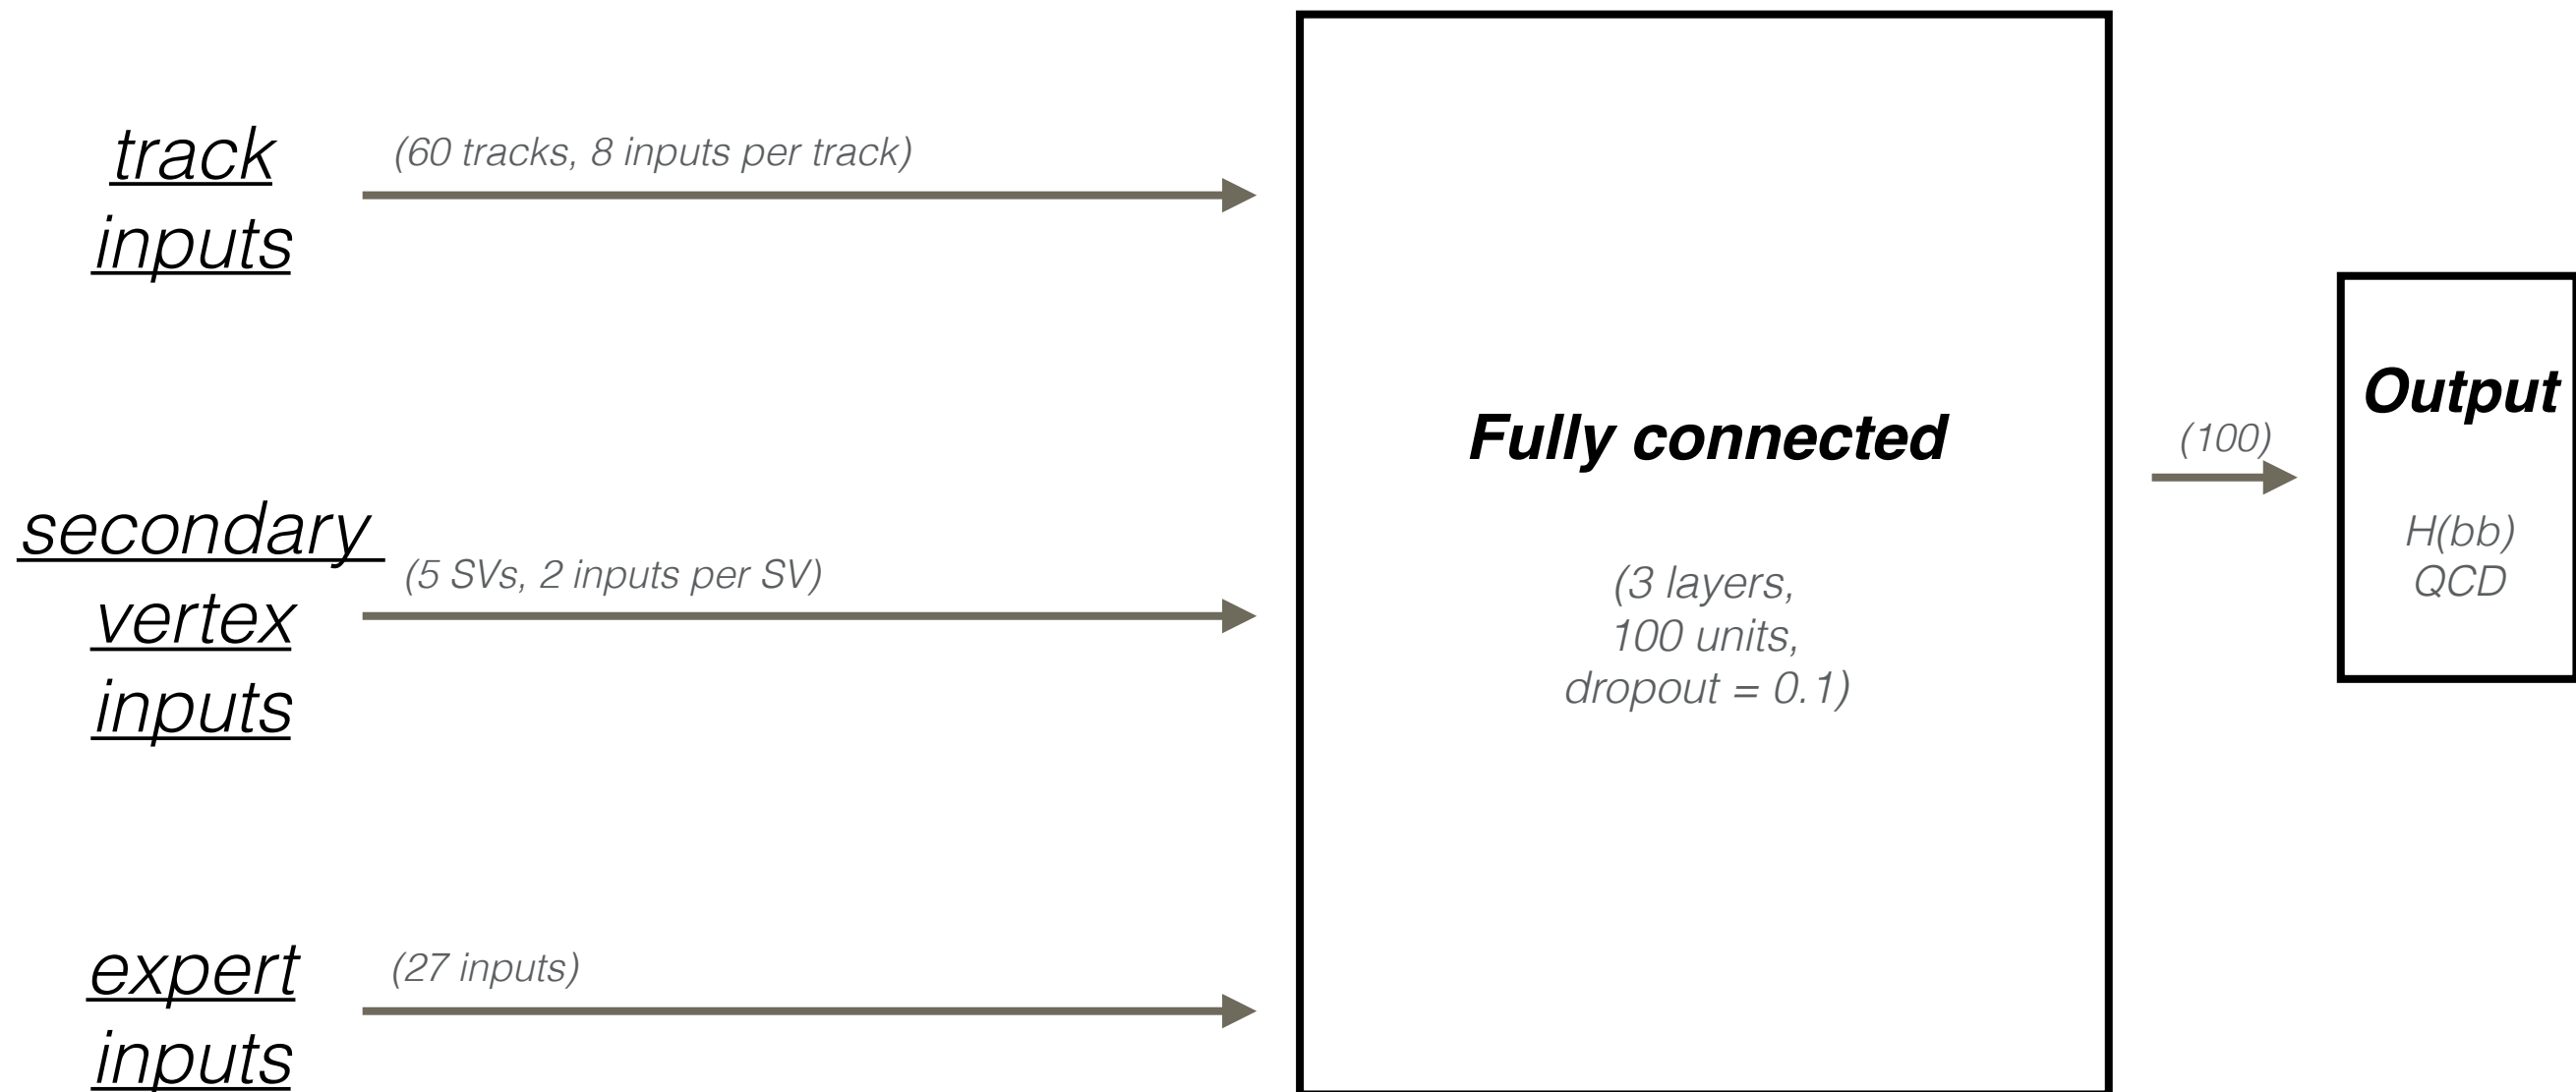 track
inputs
(60 tracks, 8 inputs per track)
secondary
vertex
inputs
(5 SVs, 2 inputs per SV)
expert
inputs
(27 inputs)
Fully connected
(3 layers,
100 units,
dropout = 0.1)
(100)
Output
H(bb)
QCD